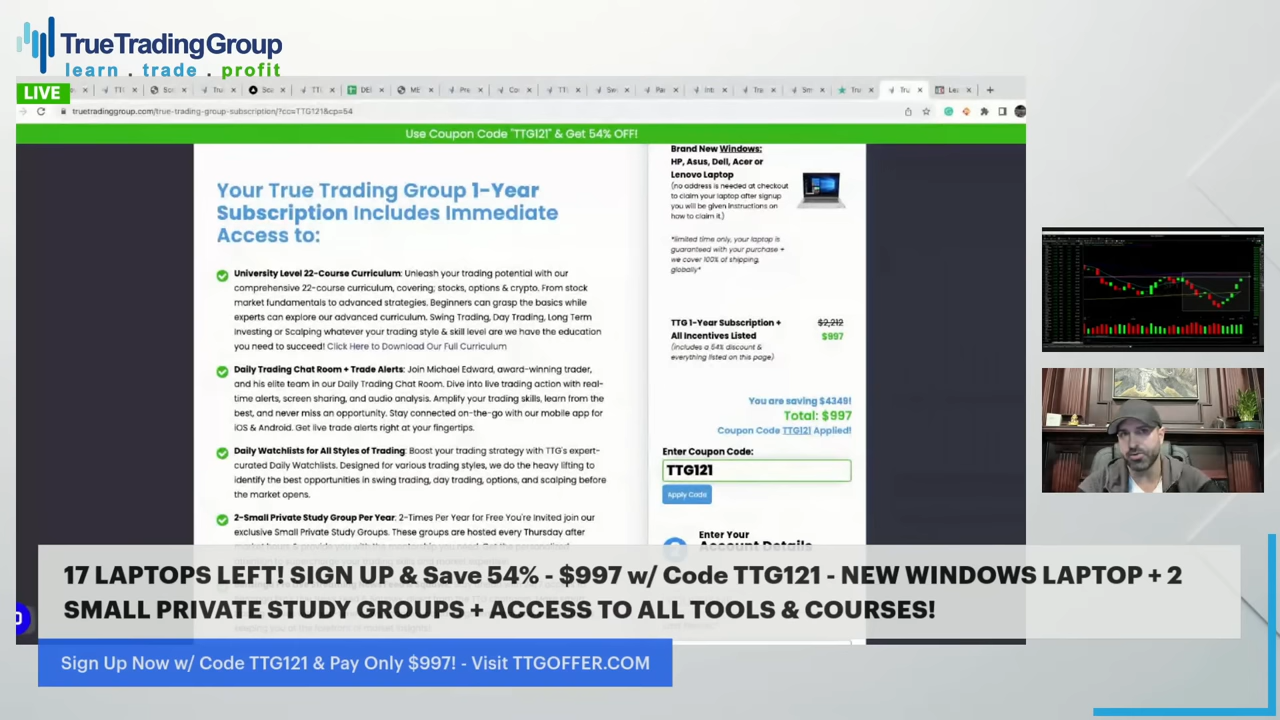 TrueTradingGroup
learn . trade . profit
LIVE
truetradinggroup.com/true-trading-group-subscription/?cc=TTG121&cp=54
Use Coupon Code "TTG121" & Get 54% OFF!
Your True Trading Group 1-Year
Subscription Includes Immediate
Access to:
University Level 22-Course Curriculum: Unleash your trading potential with our
comprehensive 22-course curriculum, covering; stocks, options & crypto. From stock
market fundamentals to advanced strategies. Beginners can grasp the basics while
experts can explore our advanced curriculum. Swing Trading, Day Trading, Long Term
Investing or Scalping whatever your trading style & skill level are we have the education
you need to succeed! Click Here to Download Our Full Curriculum
Daily Trading Chat Room + Trade Alerts: Join Michael Edward, award-winning trader,
and his elite team in our Daily Trading Chat Room. Dive into live trading action with real-
time alerts, screen sharing, and audio analysis. Amplify your trading skills, learn from the
best, and never miss an opportunity. Stay connected on-the-go with our mobile app for
iOS & Android. Get live trade alerts right at your fingertips.
Daily Watchlists for All Styles of Trading: Boost your trading strategy with TTG's expert-
curated Daily Watchlists. Designed for various trading styles, we do the heavy lifting to
identify the best opportunities in swing trading, day trading, options, and scalping before
the market opens.
2-Small Private Study Group Per Year: 2-Times Per Year for Free You're Invited join our
exclusive Small Private Study Groups. These groups are hosted every Thursday after
Brand New Windows:
HP, Asus, Dell, Acer or
Lenovo Laptop
(no address is needed at checkout
to claim your laptop after signup
you will be given instructions on
how to claim it.)
*limited time only, your laptop is
guaranteed with your purchase +
we cover 100% of shipping,
globally*
TTG 1-Year Subscription + $2,212
All Incentives Listed $997
(includes a 54% discount &
everything listed on this page)
You are saving $4349!
Total: $997
Coupon Code TTG121 Applied!
Enter Coupon Code:
TTG121
Apply Code
Enter Your
Account Details
17 LAPTOPS LEFT! SIGN UP & Save 54% - $997 w/ Code TTG121 - NEW WINDOWS LAPTOP + 2
SMALL PRIVATE STUDY GROUPS + ACCESS TO ALL TOOLS & COURSES!
Sign Up Now w/ Code TTG121 & Pay Only $997! - Visit TTGOFFER.COM